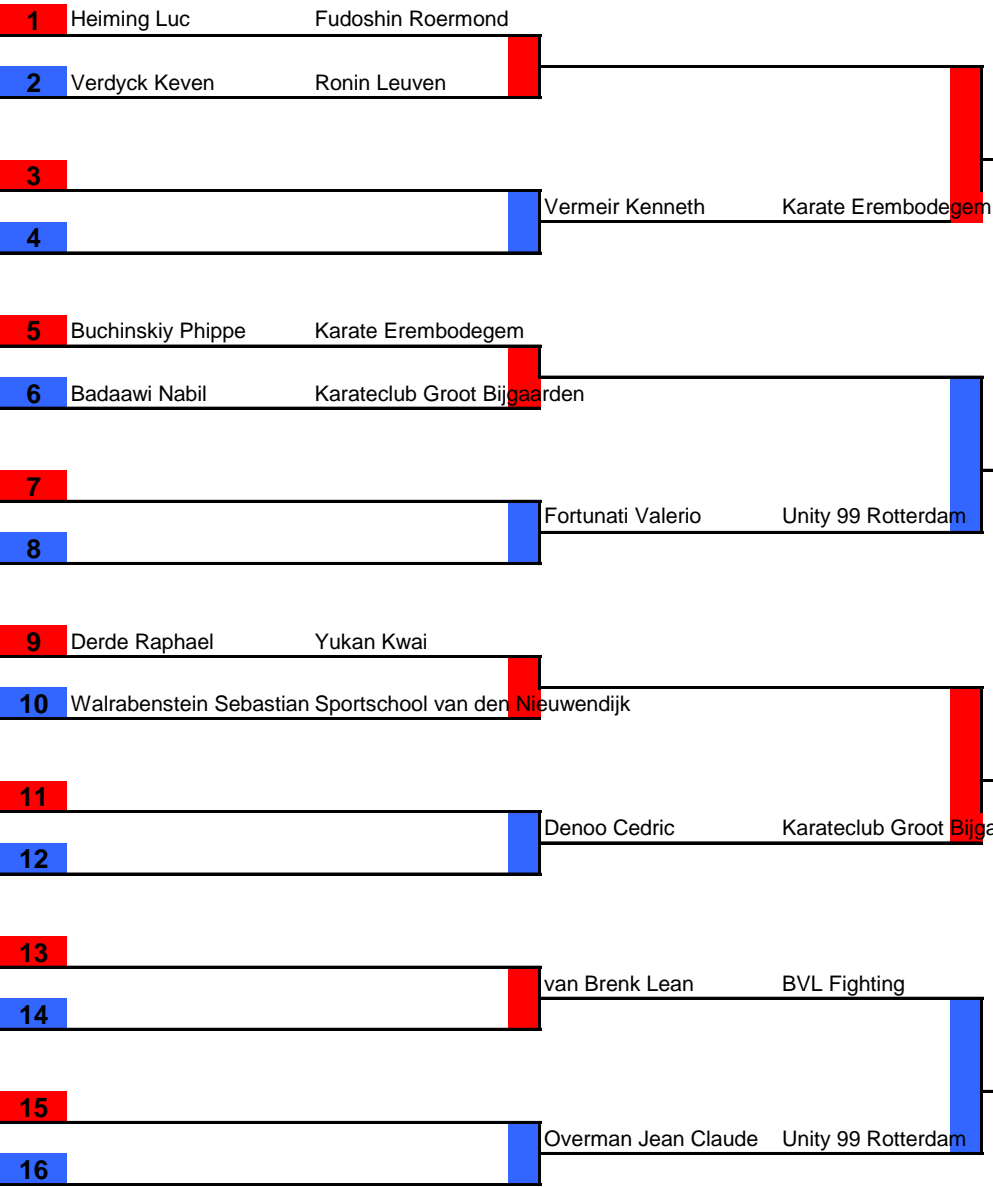 1 Heiming Luc Fudoshin Roermond
2 Verdyck Keven Ronin Leuven
3
Vermeir Kenneth Karate Erembodegem
4
5 Buchinskiy Phippe Karate Erembodegem
6 Badaawi Nabil Karateclub Groot Bijgaarden
7
Fortunati Valerio Unity 99 Rotterdam
8
9 Derde Raphael Yukan Kwai
10 Walrabenstein Sebastian Sportschool van den Nieuwendijk
11
Denoo Cedric Karateclub Groot Bijga
12
13
van Brenk Lean BVL Fighting
14
15
Overman Jean Claude Unity 99 Rotterdam
16